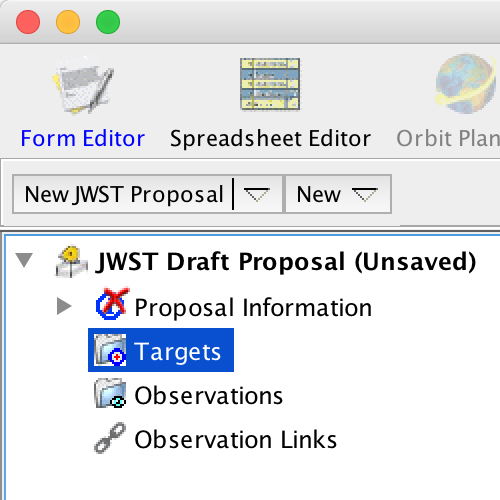 Form Editor Spreadsheet Editor Orbit Plan
New JWST Proposal New
JWST Draft Proposal (Unsaved)
Proposal Information
Targets
Observations
Observation Links